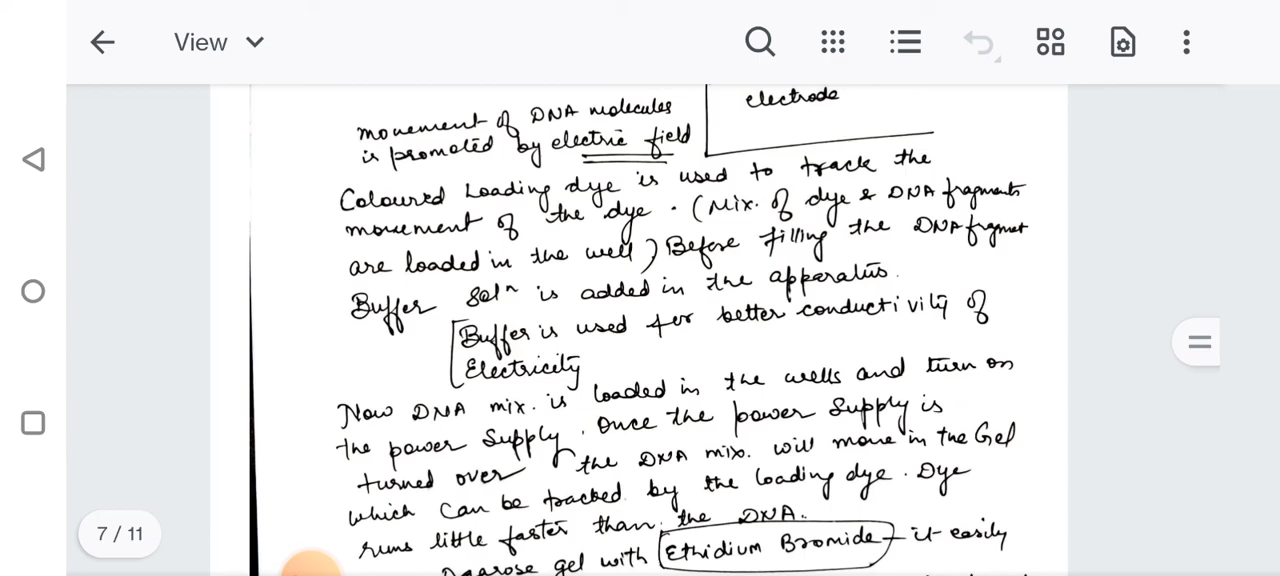 View
electrode
movement of DNA molecules
is promoted by electric field
Coloured Loading dye is used to track the
movement of the dye. (Mix. of dye & DNA fragments
are loaded in the well) Before filling the DNA fragmet
Buffer Solⁿ is added in the apparatus.
[Buffer is used for better conductivity of
Electricity
Now DNA mix. is loaded in the wells and turn on
the power supply. Once the power supply is
turned over the DNA mix. will move in the Gel
which can be tracked by the loading dye. Dye
runs little faster than the DNA.
Agarose gel with Ethidium Bromide - it easily
7 / 11